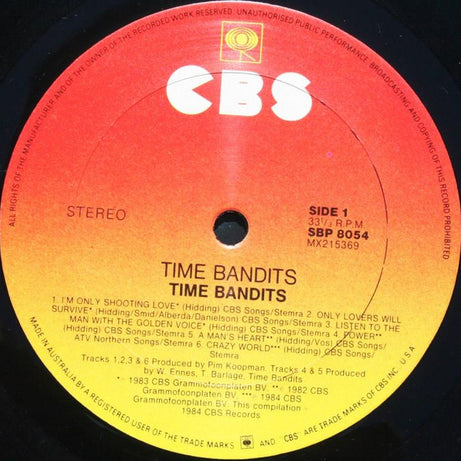 ALL RIGHTS OF THE MANUFACTURER AND OF THE OWNER OF THE RECORDED WORK RESERVED. UNAUTHORISED PUBLIC PERFORMANCE, BROADCASTING AND COPYING OF THIS RECORD PROHIBITED
CBS
STEREO
SIDE 1
33⅓ R.P.M
SBP 8054
MX215369
TIME BANDITS
TIME BANDITS
1. I'M ONLY SHOOTING LOVE* (Hidding) CBS Songs/Stemra 2. ONLY LOVERS WILL
SURVIVE* (Hidding/Smid/Alberda/Danielson) CBS Songs/Stemra 3. LISTEN TO THE
MAN WITH THE GOLDEN VOICE* (Hidding) CBS Songs/Stemra 4. POWER**
(Hidding) CBS Songs/Stemra 5. A MAN'S HEART** (Hidding/Vos) CBS Songs/
ATV Northern Songs/Stemra 6. CRAZY WORLD*** (Hidding) CBS Songs/
Stemra
Tracks 1,2,3 & 6 Produced by Pim Koopman. Tracks 4 & 5 Produced
by W. Ennes, T. Barlage, Time Bandits
* ℗ 1983 CBS Grammofoonplaten BV. ** ℗ 1982 CBS
Grammofoonplaten BV. *** ℗ 1984 CBS
Grammofoonplaten BV. This compilation
℗ 1984 CBS Records
MADE IN AUSTRALIA BY A REGISTERED USER OF THE TRADE MARKS AND "CBS" ARE TRADE MARKS OF CBS INC. U.S.A